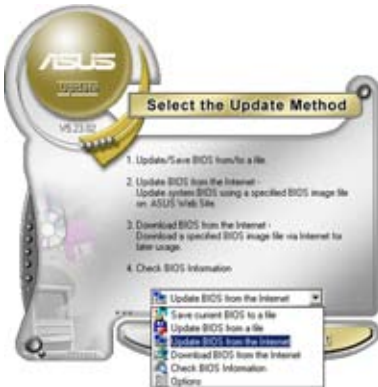 ASUS
Update
V5.23.02
Select the Update Method
1. Update/Save BIOS from/to a file.
2. Update BIOS from the Internet -
Update system BIOS using a specified BIOS image file
on ASUS Web Site.
3. Download BIOS from the Internet -
Download a specified BIOS image file via Internet for
later usage.
4. Check BIOS Information
Update BIOS from the Internet
Save current BIOS to a file
Update BIOS from a file
Update BIOS from the Internet
Download BIOS from the Internet
Check BIOS Information
Options